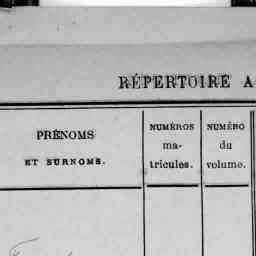 RÉPERTOIRE A
PRÉNOMS
ET SURNOMS.
NUMÉROS
ma-
tricules.
NUMÉRO
du
volume.